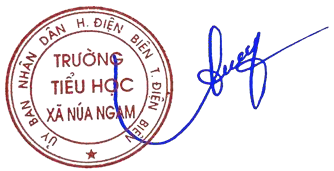 ỦY BAN NHÂN DÂN H. ĐIỆN BIÊN T. ĐIỆN BIÊN
TRƯỜNG
TIỂU HỌC
XÃ NÚA NGAM